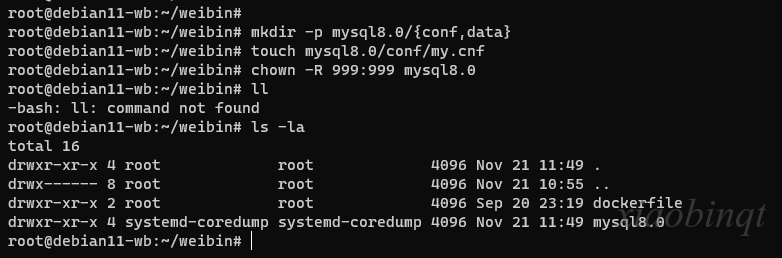 root@debian11-wb:~/weibin#
root@debian11-wb:~/weibin# mkdir -p mysql8.0/{conf,data}
root@debian11-wb:~/weibin# touch mysql8.0/conf/my.cnf
root@debian11-wb:~/weibin# chown -R 999:999 mysql8.0
root@debian11-wb:~/weibin# ll
-bash: ll: command not found
root@debian11-wb:~/weibin# ls -la
total 16
drwxr-xr-x 4 root             root             4096 Nov 21 11:49 .
drwx------ 8 root             root             4096 Nov 21 10:55 ..
drwxr-xr-x 2 root             root             4096 Sep 20 23:19 dockerfile
drwxr-xr-x 4 systemd-coredump systemd-coredump 4096 Nov 21 11:49 mysql8.0
root@debian11-wb:~/weibin#
xiaobinqt